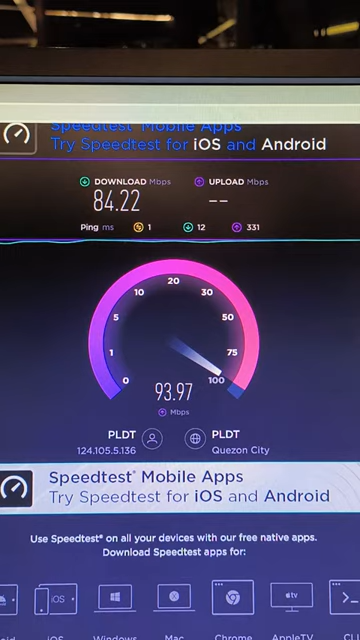 Speedtest® Mobile Apps
Try Speedtest for iOS and Android
DOWNLOAD Mbps
84.22
UPLOAD Mbps
--
Ping ms 1 12 331
0
1
5
10
20
30
50
75
100
93.97
Mbps
PLDT
124.105.5.136
PLDT
Quezon City
Speedtest® Mobile Apps
Try Speedtest for iOS and Android
Use Speedtest® on all your devices with our free native apps.
Download Speedtest apps for:
iOS
tv
iOS Windows Mac Chrome AppleTV